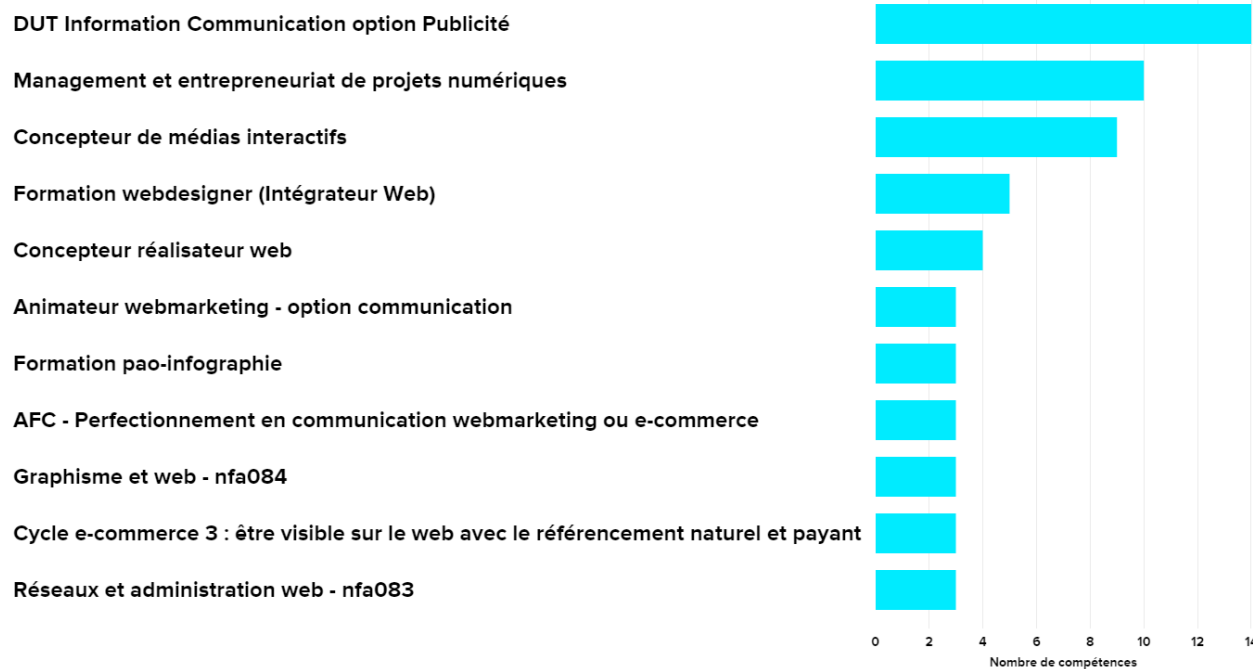 DUT Information Communication option Publicité
Management et entrepreneuriat de projets numériques
Concepteur de médias interactifs
Formation webdesigner (Intégrateur Web)
Concepteur réalisateur web
Animateur webmarketing - option communication
Formation pao-infographie
AFC - Perfectionnement en communication webmarketing ou e-commerce
Graphisme et web - nfa084
Cycle e-commerce 3 : être visible sur le web avec le référencement naturel et payant
Réseaux et administration web - nfa083
0 2 4 6 8 10 12 14
Nombre de compétences